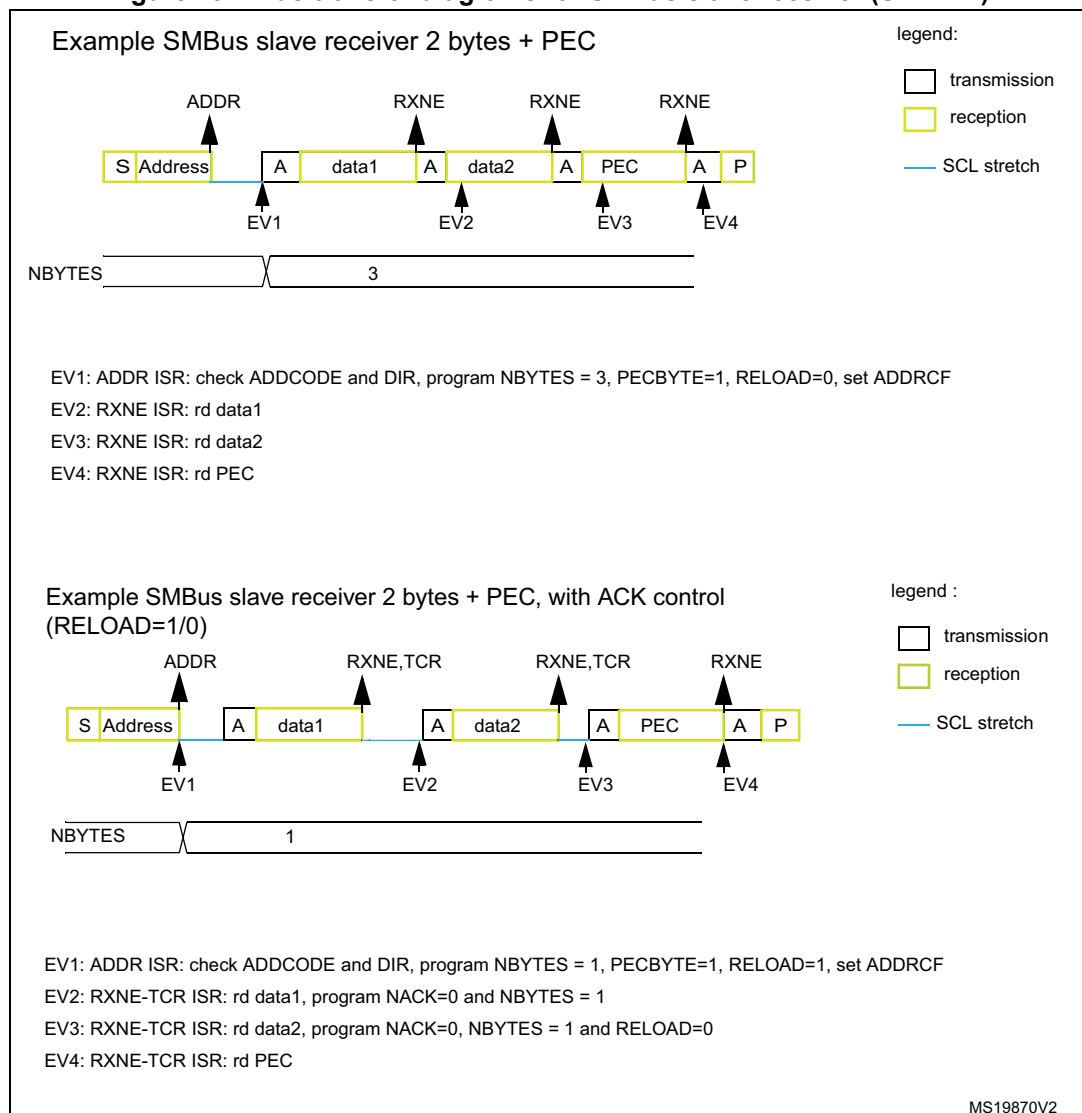 Example SMBus slave receiver 2 bytes + PEC
legend:
transmission
reception
SCL stretch
ADDR RXNE RXNE RXNE
S Address A data1 A data2 A PEC A P
EV1 EV2 EV3 EV4
NBYTES 3
EV1: ADDR ISR: check ADDCODE and DIR, program NBYTES = 3, PECBYTE=1, RELOAD=0, set ADDRCF
EV2: RXNE ISR: rd data1
EV3: RXNE ISR: rd data2
EV4: RXNE ISR: rd PEC
Example SMBus slave receiver 2 bytes + PEC, with ACK control
(RELOAD=1/0)
legend :
transmission
reception
SCL stretch
ADDR RXNE,TCR RXNE,TCR RXNE
S Address A data1 A data2 A PEC A P
EV1 EV2 EV3 EV4
NBYTES 1
EV1: ADDR ISR: check ADDCODE and DIR, program NBYTES = 1, PECBYTE=1, RELOAD=1, set ADDRCF
EV2: RXNE-TCR ISR: rd data1, program NACK=0 and NBYTES = 1
EV3: RXNE-TCR ISR: rd data2, program NACK=0, NBYTES = 1 and RELOAD=0
EV4: RXNE-TCR ISR: rd PEC
MS19870V2